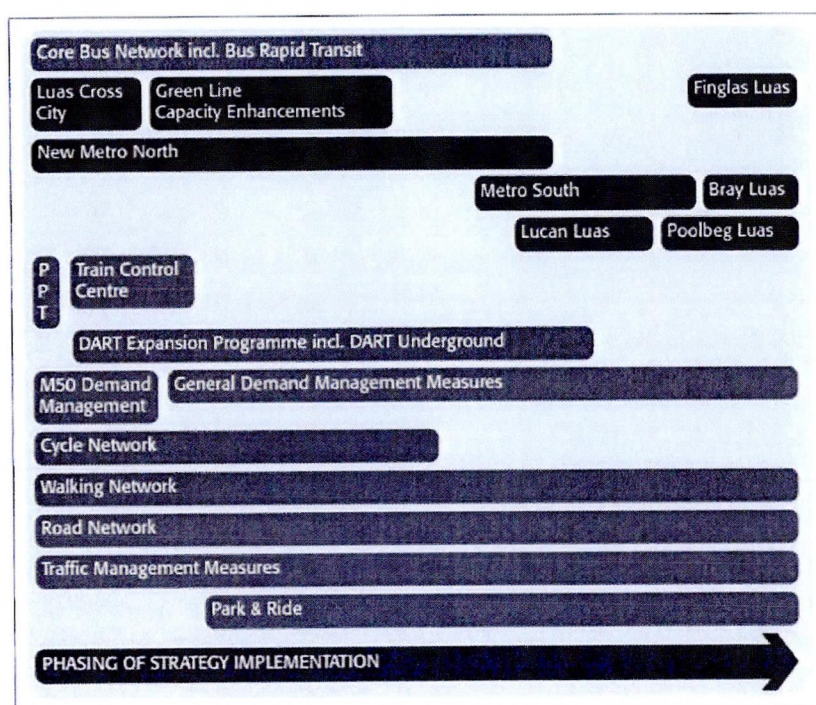 Core Bus Network incl. Bus Rapid Transit
Luas Cross
City
Green Line
Capacity Enhancements
Finglas Luas
New Metro North
Metro South
Bray Luas
Lucan Luas
Poolbeg Luas
P
P
T
Train Control
Centre
DART Expansion Programme incl. DART Underground
M50 Demand
Management
General Demand Management Measures
Cycle Network
Walking Network
Road Network
Traffic Management Measures
Park & Ride
PHASING OF STRATEGY IMPLEMENTATION